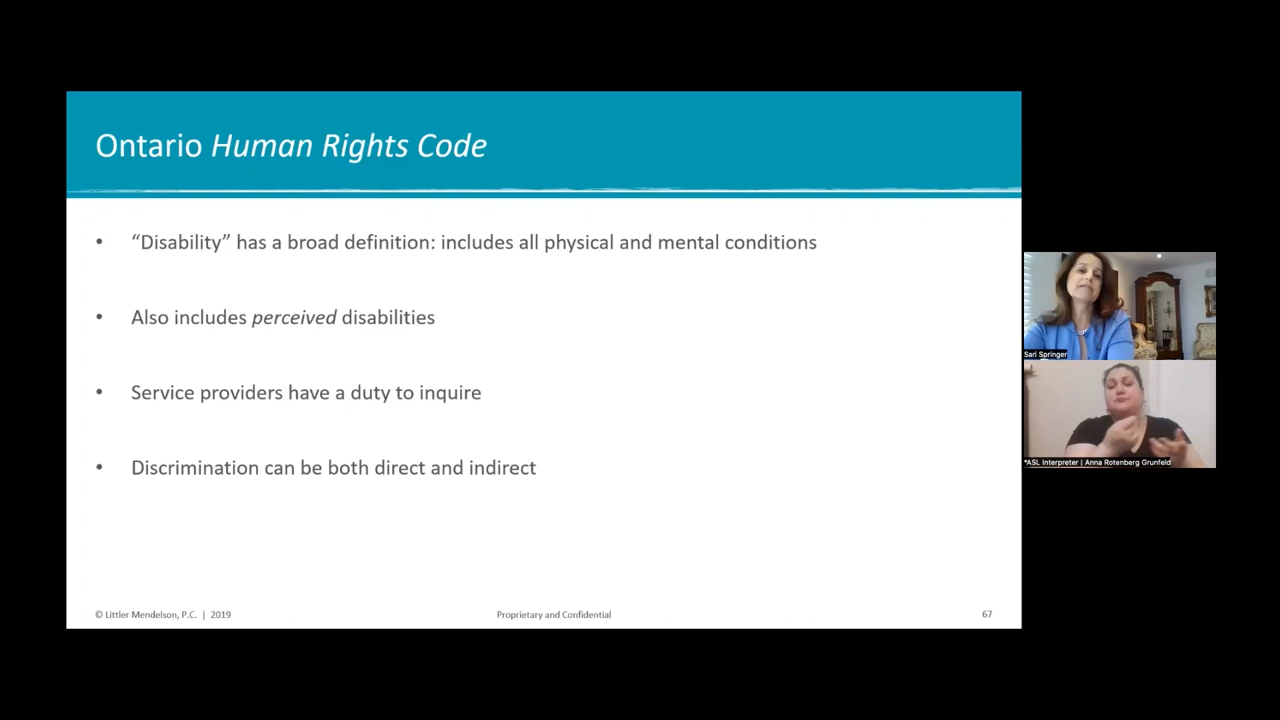 Ontario Human Rights Code
• “Disability” has a broad definition: includes all physical and mental conditions
• Also includes perceived disabilities
• Service providers have a duty to inquire
• Discrimination can be both direct and indirect
© Littler Mendelson, P.C. | 2019
Proprietary and Confidential
67
Sari Springer
*ASL Interpreter | Anna Rotenberg Grunfeld